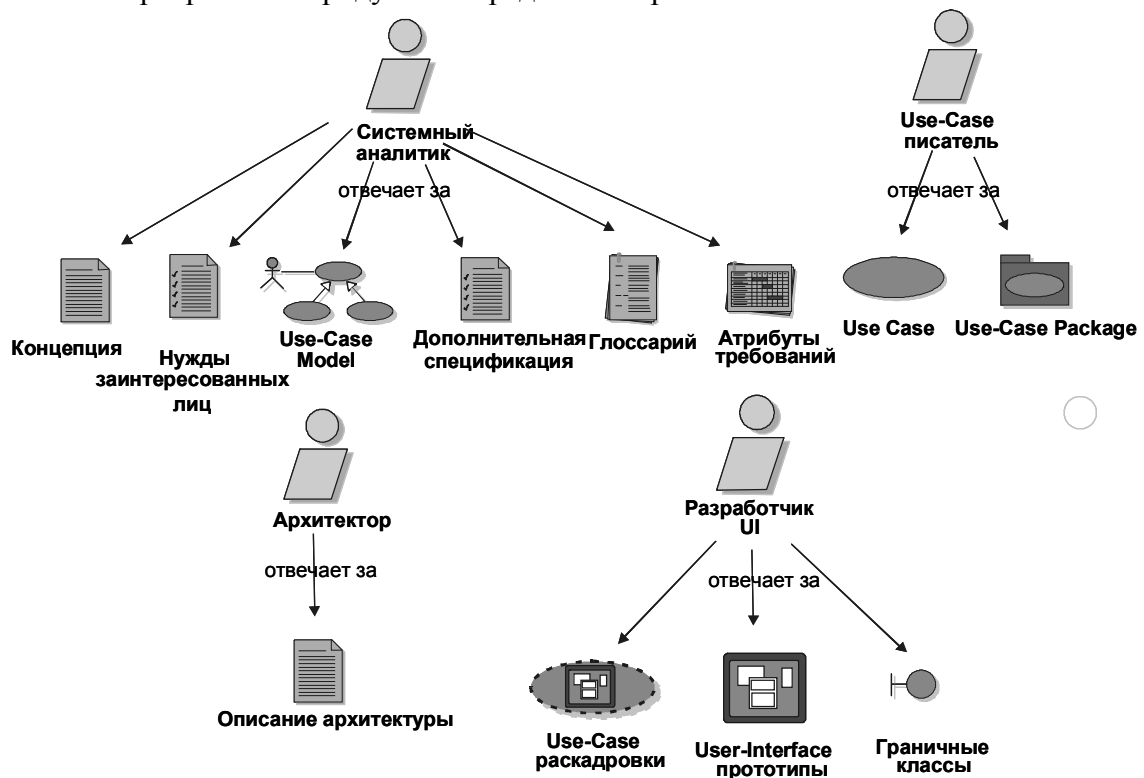 Системный
аналитик
отвечает за
Use-Case
писатель
отвечает за
Концепция
Нужды
заинтересованных
лиц
Use-Case
Model
Дополнительная
спецификация
Глоссарий
Атрибуты
требований
Use Case
Use-Case Package
Архитектор
отвечает за
Описание архитектуры
Разработчик
UI
отвечает за
Use-Case
раскадровки
User-Interface
прототипы
Граничные
классы